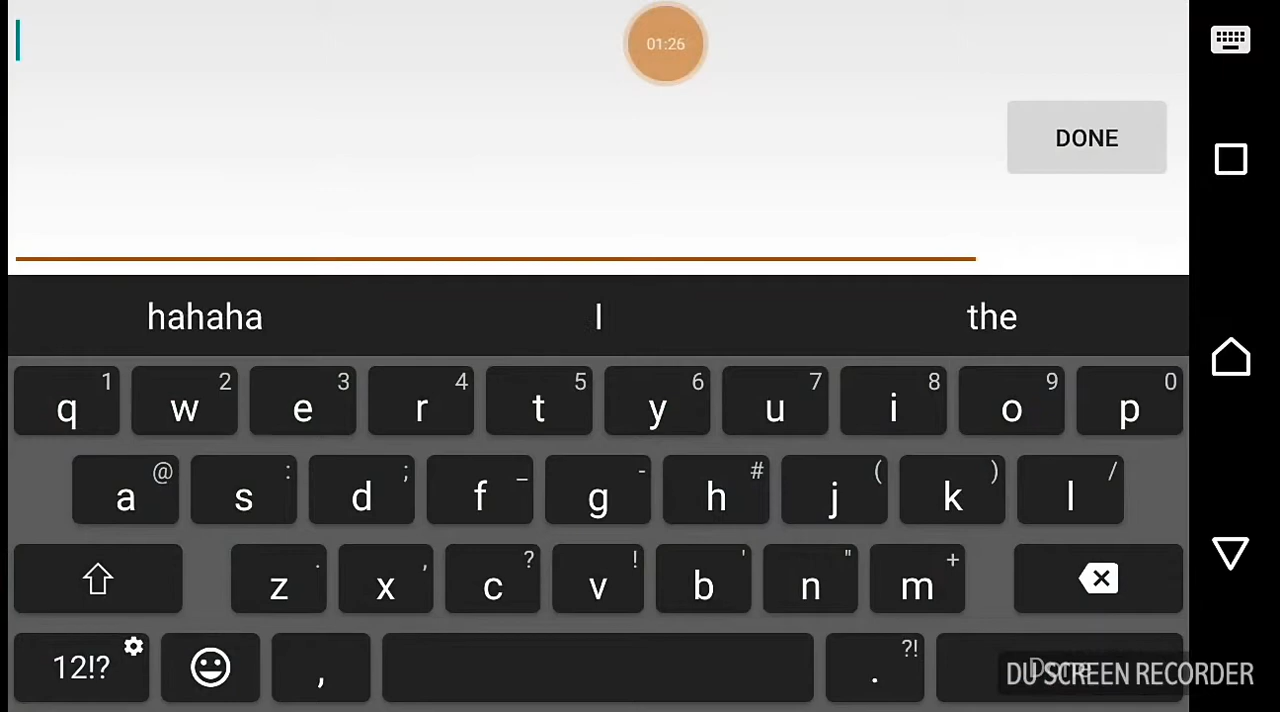 01:26
DONE
hahaha I the
1 2 3 4 5 6 7 8 9 0
q w e r t y u i o p
@ : ; _ - # ( ) /
a s d f g h j k l
. , ? ! ' " +
z x c v b n m
?!
12!? , .
Done
DU SCREEN RECORDER